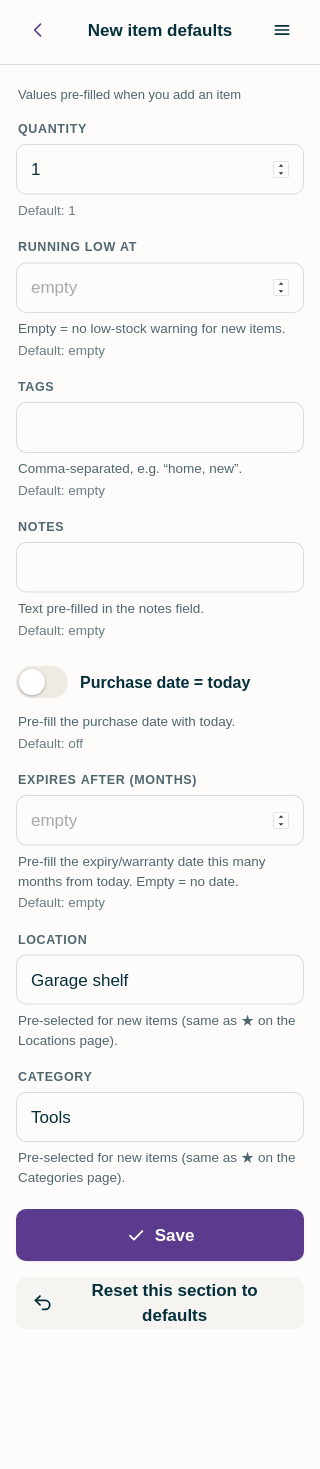 New item defaults
Values pre-filled when you add an item
QUANTITY
1
Default: 1
RUNNING LOW AT
empty
Empty = no low-stock warning for new items.
Default: empty
TAGS
Comma-separated, e.g. “home, new”.
Default: empty
NOTES
Text pre-filled in the notes field.
Default: empty
Purchase date = today
Pre-fill the purchase date with today.
Default: off
EXPIRES AFTER (MONTHS)
empty
Pre-fill the expiry/warranty date this many
months from today. Empty = no date.
Default: empty
LOCATION
Garage shelf
Pre-selected for new items (same as ★ on the
Locations page).
CATEGORY
Tools
Pre-selected for new items (same as ★ on the
Categories page).
Save
Reset this section to
defaults